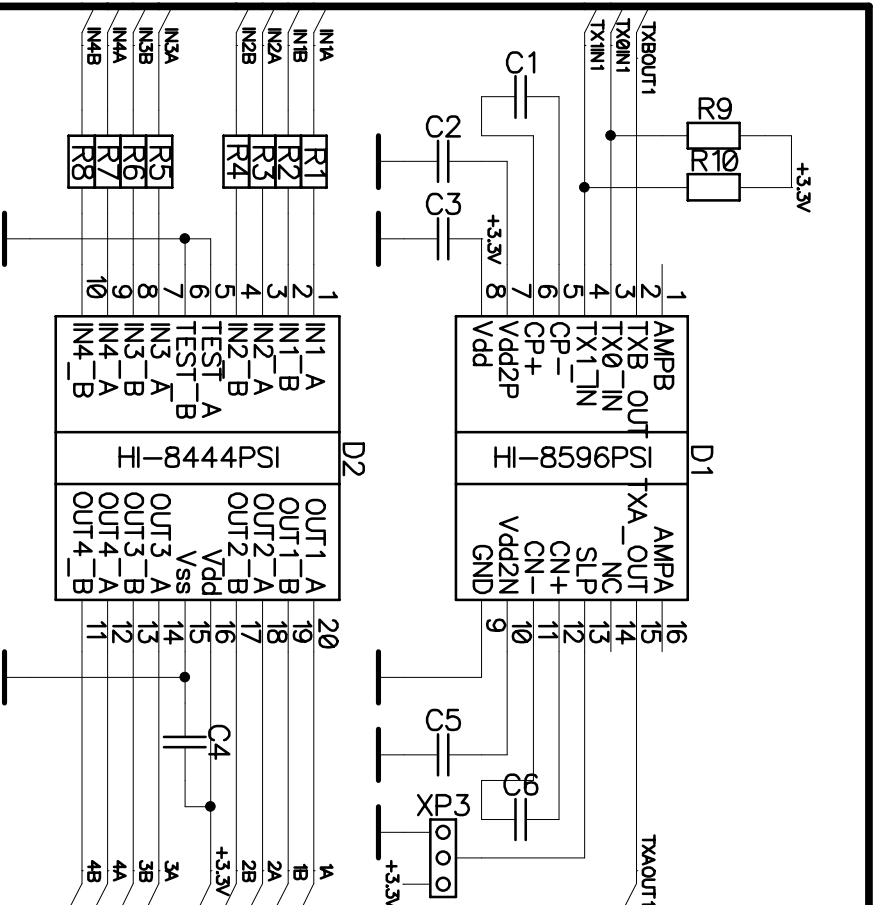 IN4B
IN4A
IN3B
IN3A
IN2B
IN2A
IN1B
IN1A
TX1IN1
TX0IN1
TXBOUT1
C1
C2
C3
R9
R10
+3.3V
+3.3V
R8
R7
R6
R5
R4
R3
R2
R1
10
9
8
7
6
5
4
3
2
1
8
7
6
5
4
3
2
1
IN4_B
IN4_A
IN3_B
IN3_A
TEST_B
TEST_A
IN2_B
IN2_A
IN1_B
IN1_A
Vdd
Vdd2P
CP+
CP-
TX1_IN
TX0_IN
TXB_OUT
AMPB
HI-8444PSI
D2
HI-8596PSI
D1
OUT4_B
OUT4_A
OUT3_B
OUT3_A
Vss
Vdd
OUT2_B
OUT2_A
OUT1_B
OUT1_A
GND
Vdd2N
CN-
CN+
SLP
NC
TXA_OUT
AMPA
11
12
13
14
15
16
17
18
19
20
9
10
11
12
13
14
15
16
C4
C5
C6
XP3
4B
4A
3B
3A
+3.3V
2B
2A
1B
1A
+3.3V
TXAOUT1